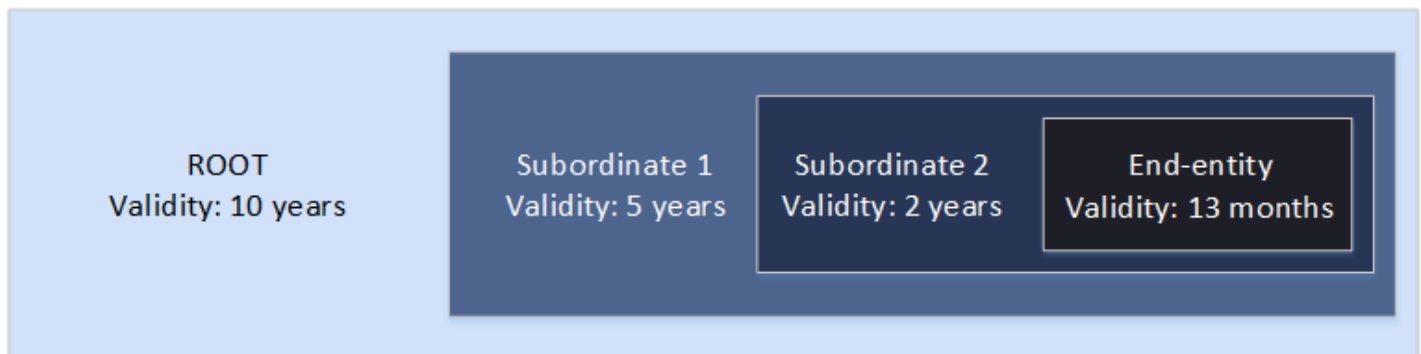 ROOT
Validity: 10 years
Subordinate 1
Validity: 5 years
Subordinate 2
Validity: 2 years
End-entity
Validity: 13 months